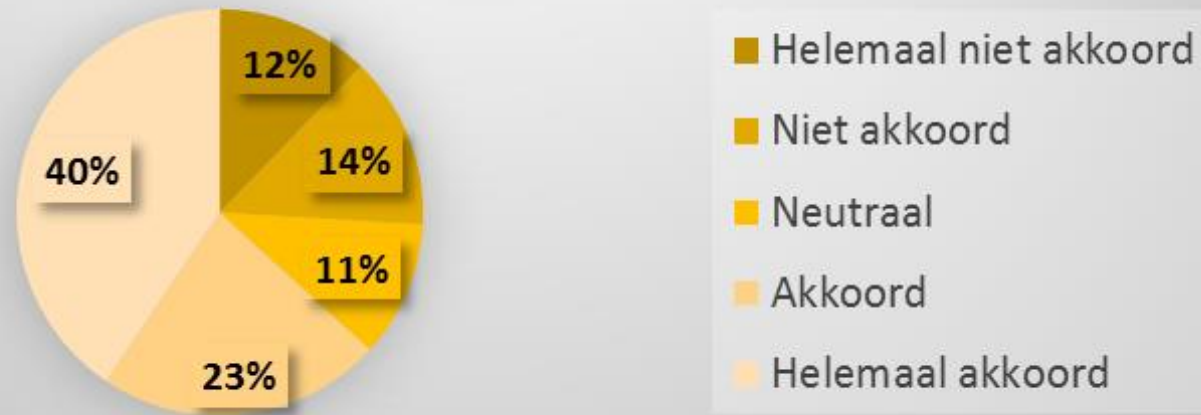 12%
14%
11%
23%
40%
Helemaal niet akkoord
Niet akkoord
Neutraal
Akkoord
Helemaal akkoord